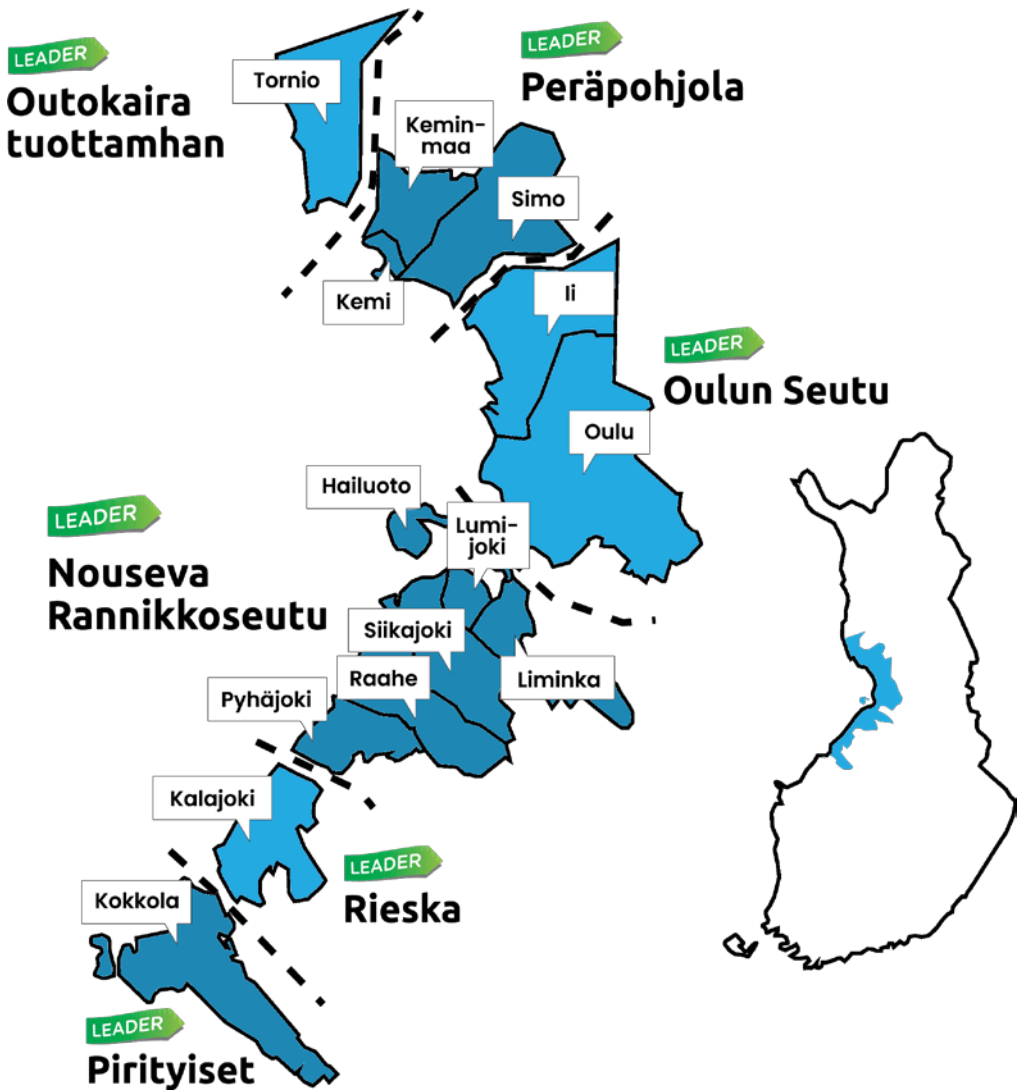 LEADER
Outokaira
tuottamhan
Tornio
LEADER
Peräpohjola
Kemin-
maa
Simo
Kemi
Ii
LEADER
Oulun Seutu
Oulu
Hailuoto
Lumi-
joki
LEADER
Nouseva
Rannikkoseutu
Siikajoki
Raahe
Liminka
Pyhäjoki
Kalajoki
LEADER
Rieska
Kokkola
LEADER
Pirityiset